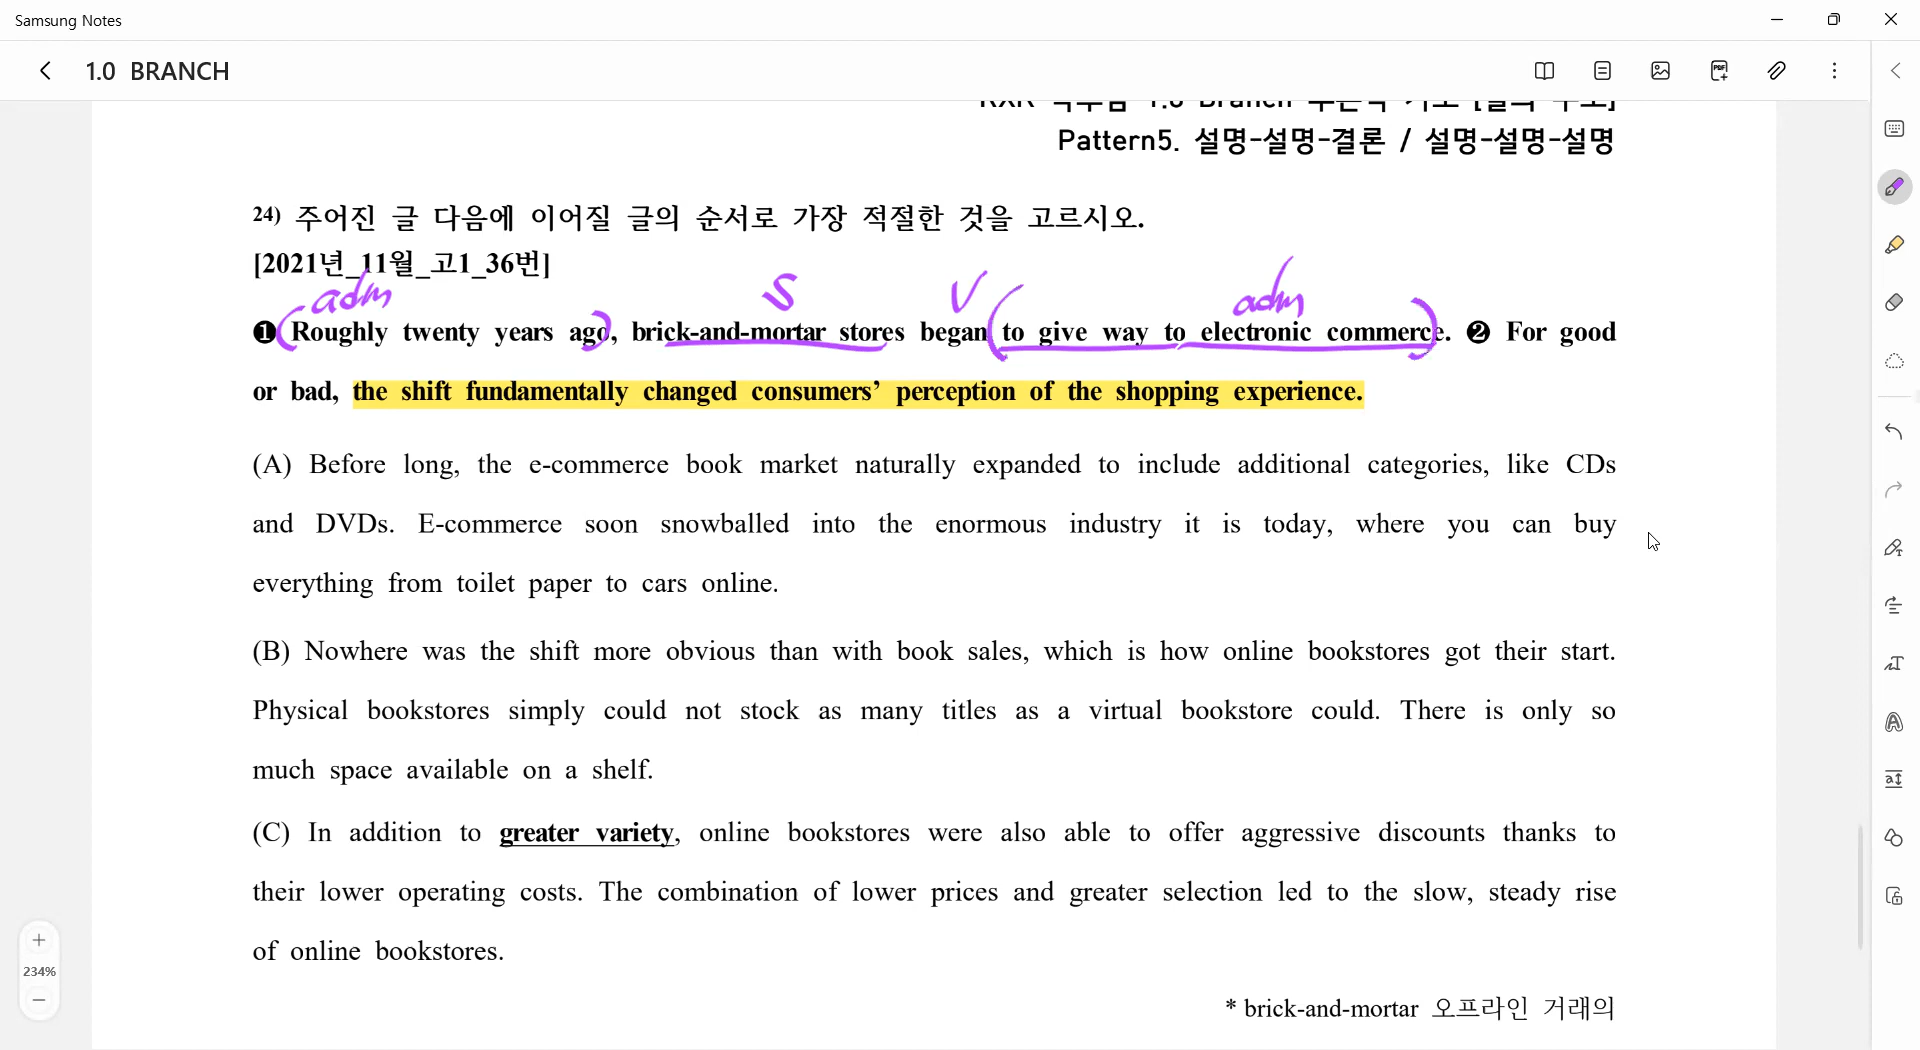 Samsung Notes
1.0 BRANCH
Pattern5. 설명-설명-결론 / 설명-설명-설명
24) 주어진 글 다음에 이어질 글의 순서로 가장 적절한 것을 고르시오.
[2021년_11월_고1_36번]
adm S V adm
❶ Roughly twenty years ago, brick-and-mortar stores began to give way to electronic commerce. ❷ For good
or bad, the shift fundamentally changed consumers’ perception of the shopping experience.
(A) Before long, the e-commerce book market naturally expanded to include additional categories, like CDs
and DVDs. E-commerce soon snowballed into the enormous industry it is today, where you can buy
everything from toilet paper to cars online.
(B) Nowhere was the shift more obvious than with book sales, which is how online bookstores got their start.
Physical bookstores simply could not stock as many titles as a virtual bookstore could. There is only so
much space available on a shelf.
(C) In addition to greater variety, online bookstores were also able to offer aggressive discounts thanks to
their lower operating costs. The combination of lower prices and greater selection led to the slow, steady rise
of online bookstores.
234%
* brick-and-mortar 오프라인 거래의